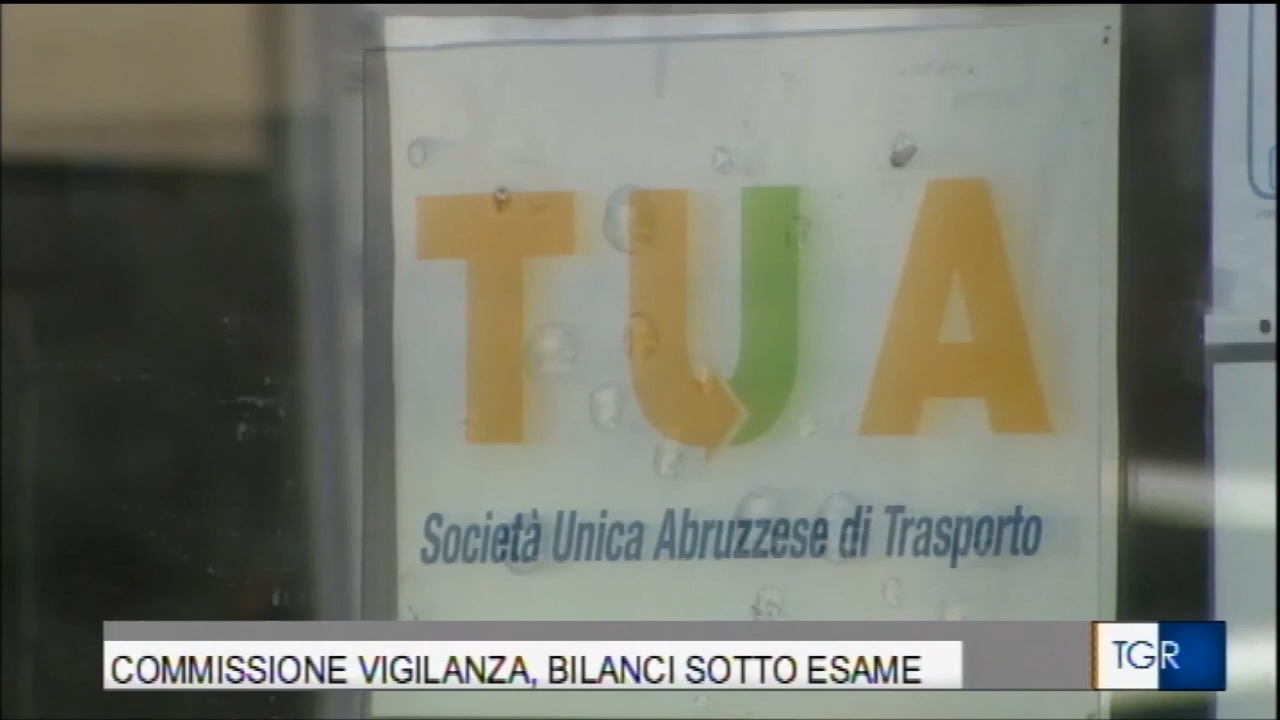 TUA
Società Unica Abruzzese di Trasporto
COMMISSIONE VIGILANZA, BILANCI SOTTO ESAME
TGR